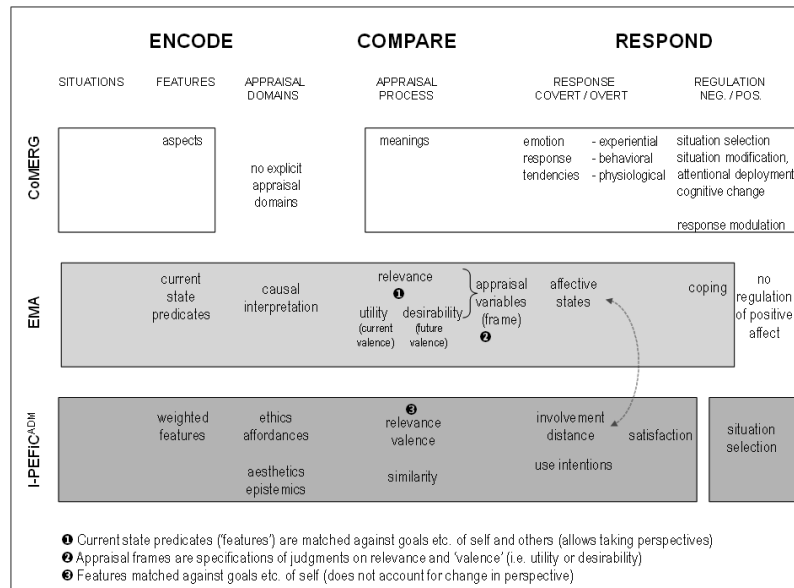 ENCODE COMPARE RESPOND
SITUATIONS FEATURES APPRAISAL DOMAINS APPRAISAL PROCESS RESPONSE COVERT / OVERT REGULATION NEG. / POS.
CoMERG
aspects
no explicit
appraisal
domains
meanings
emotion - experiential
response - behavioral
tendencies - physiological
situation selection
situation modification,
attentional deployment
cognitive change
response modulation
EMA
current
state
predicates
causal
interpretation
relevance
❶
utility desirability
(current (future
valence) valence)
appraisal
variables
(frame)
❷
affective
states
coping
no
regulation
of positive
affect
I-PEFiCADM
weighted
features
ethics
affordances
aesthetics
epistemics
❸
relevance
valence
similarity
involvement
distance
use intentions
satisfaction
situation
selection
❶ Current state predicates (‘features’) are matched against goals etc. of self and others (allows taking perspectives)
❷ Appraisal frames are specifications of judgments on relevance and ‘valence’ (i.e. utility or desirability)
❸ Features matched against goals etc. of self (does not account for change in perspective)